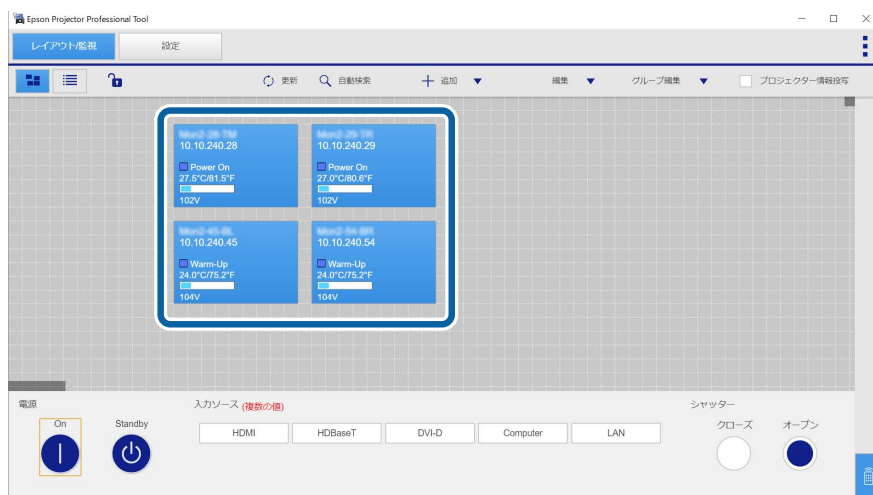 Epson Projector Professional Tool
レイアウト/監視
設定
更新
自動検索
追加
編集
グループ編集
プロジェクター情報投写
10.10.240.28
Power On
27.5°C/81.5°F
102V
10.10.240.29
Power On
27.0°C/80.6°F
102V
10.10.240.45
Warm-Up
24.0°C/75.2°F
104V
10.10.240.54
Warm-Up
24.0°C/75.2°F
104V
電源
On
Standby
入力ソース (複数の値)
HDMI
HDBaseT
DVI-D
Computer
LAN
シャッター
クローズ
オープン